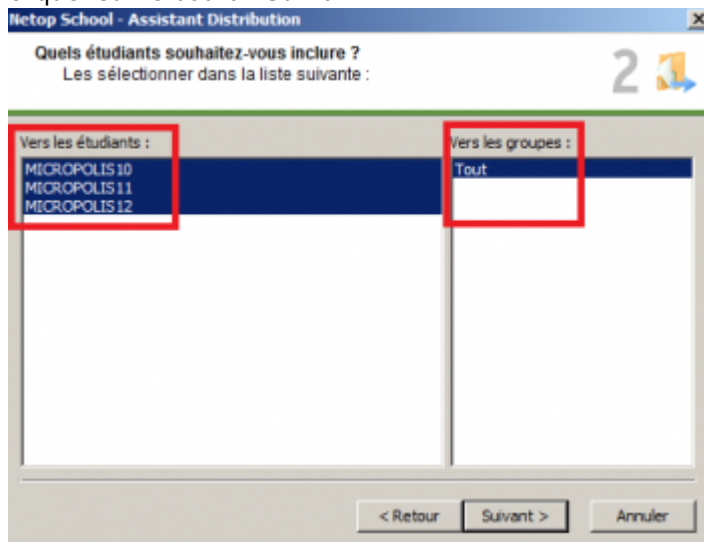 Netop School - Assistant Distribution
Quels étudiants souhaitez-vous inclure ?
Les sélectionner dans la liste suivante :
2
Vers les étudiants :
MICROPOLIS10
MICROPOLIS11
MICROPOLIS12
Vers les groupes :
Tout
< Retour
Suivant >
Annuler